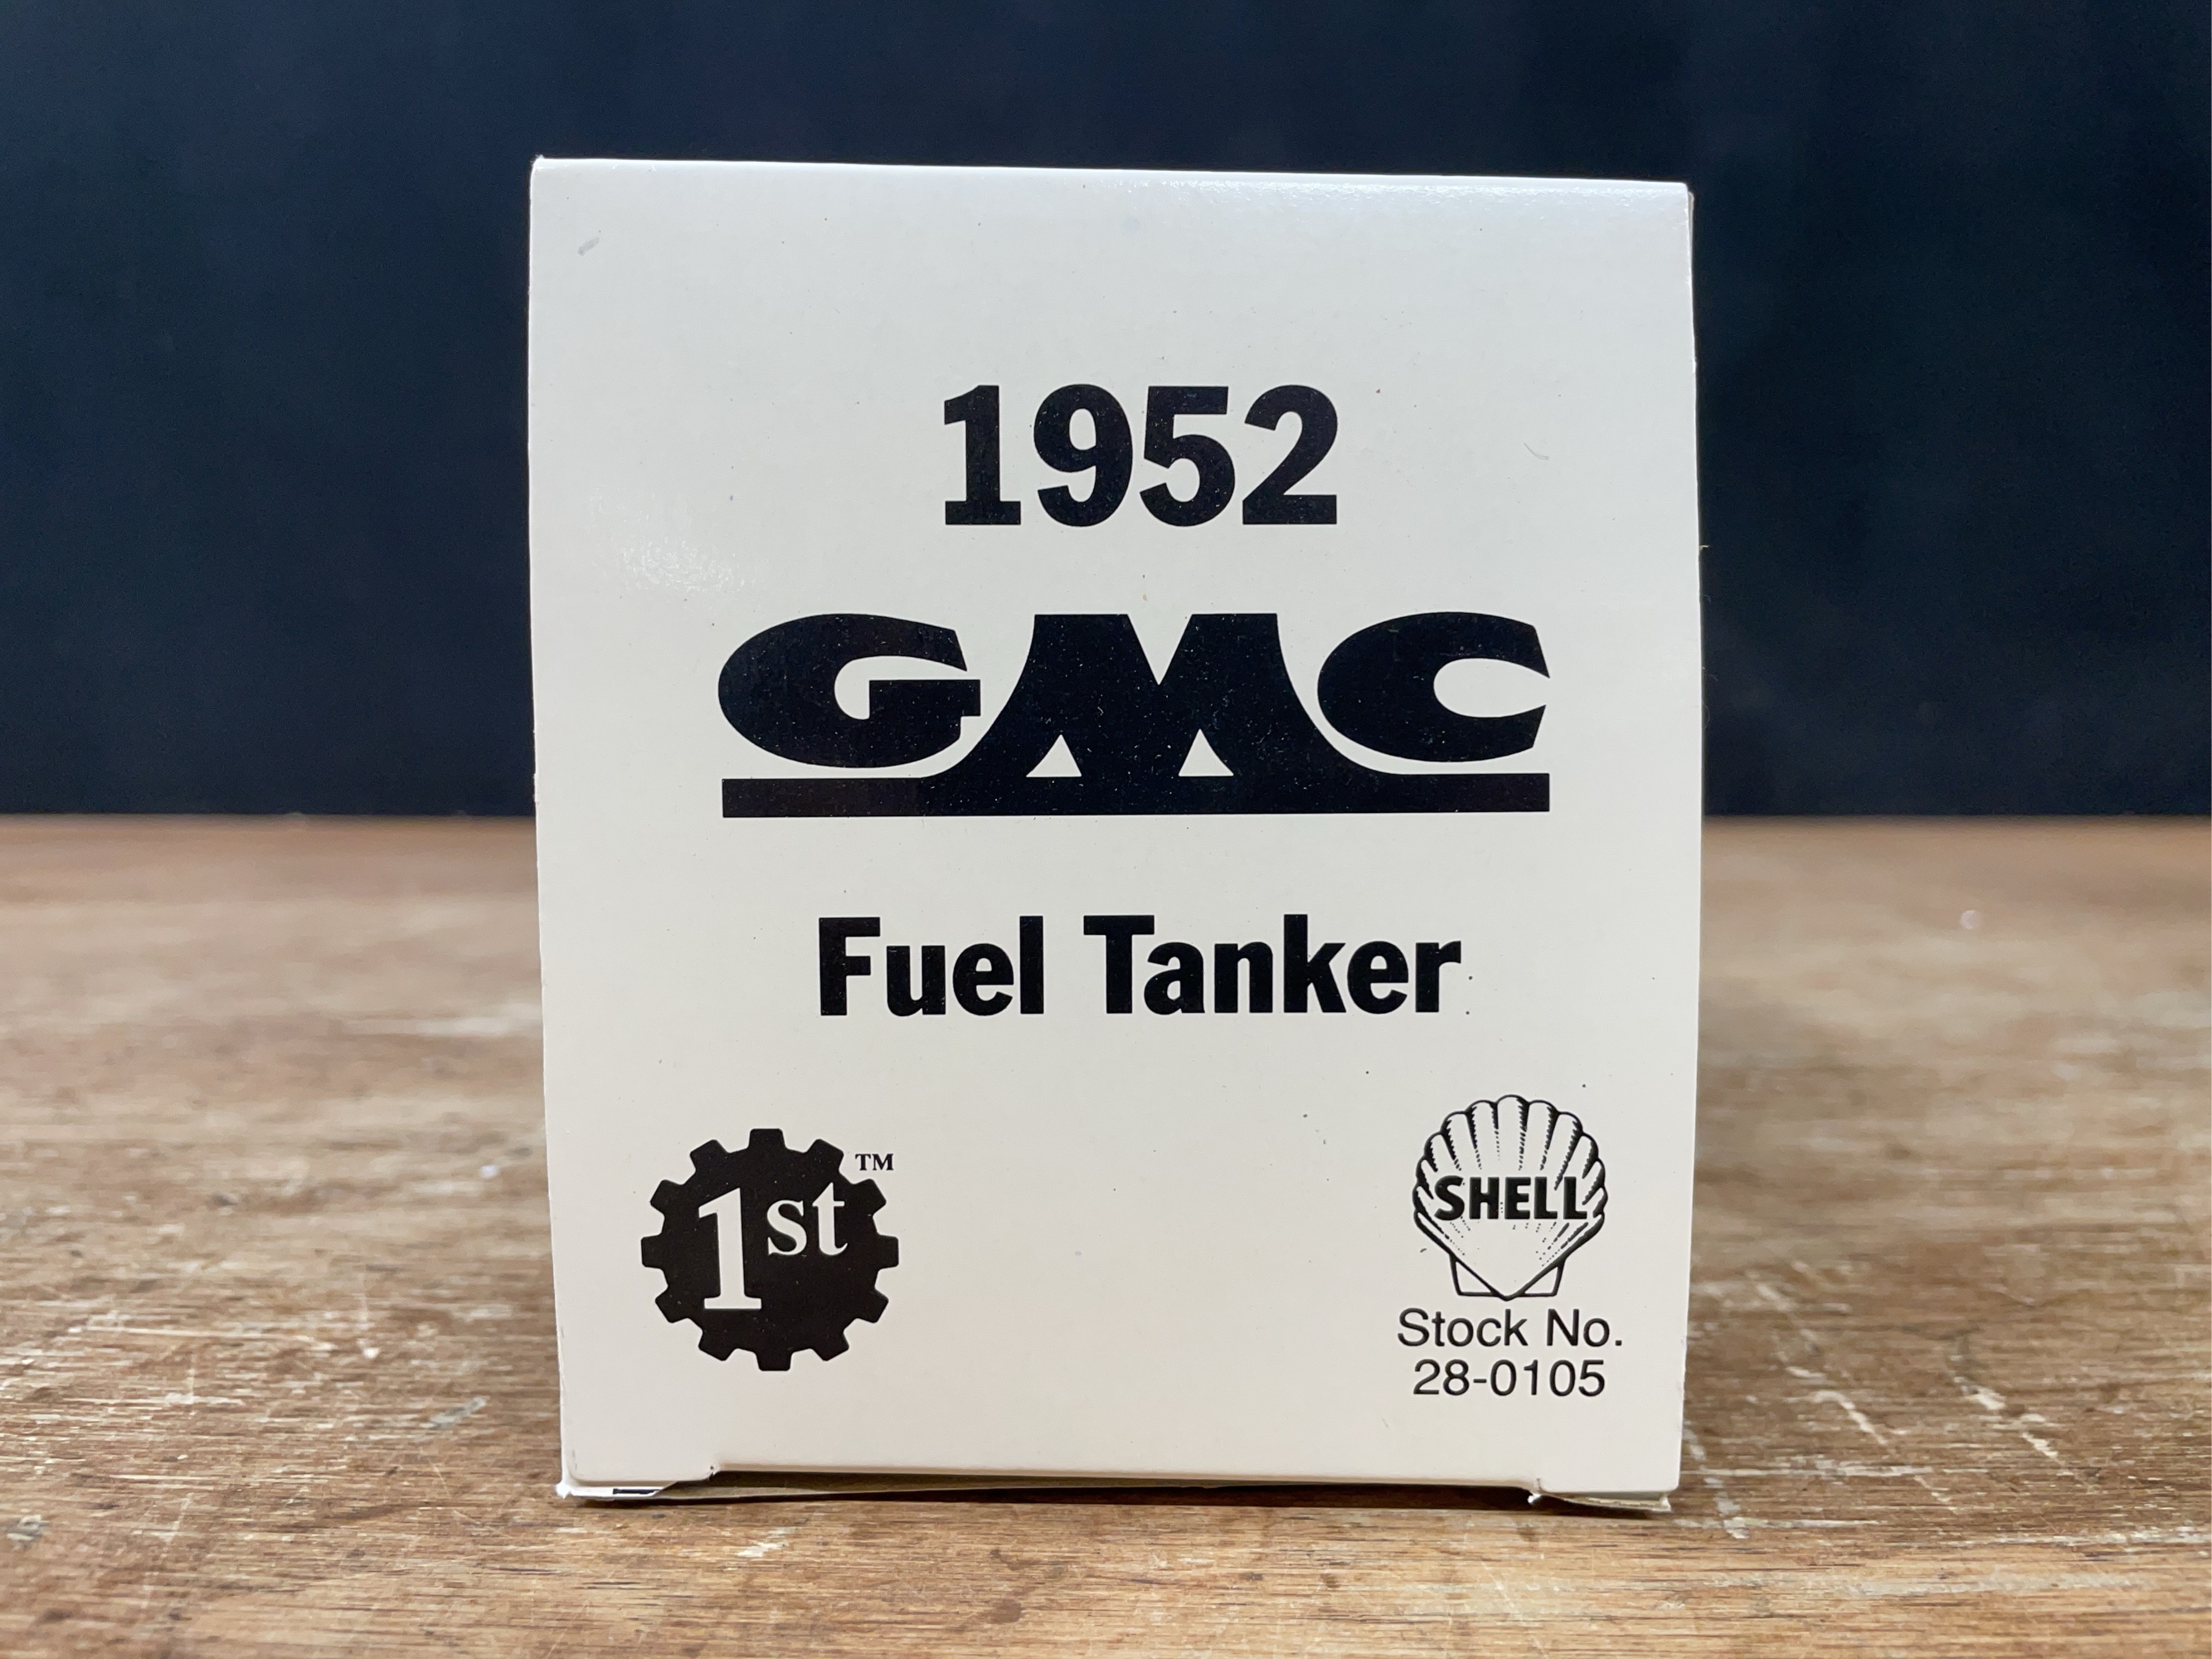 1952
GMC
Fuel Tanker
1st™
SHELL
Stock No.
28-0105